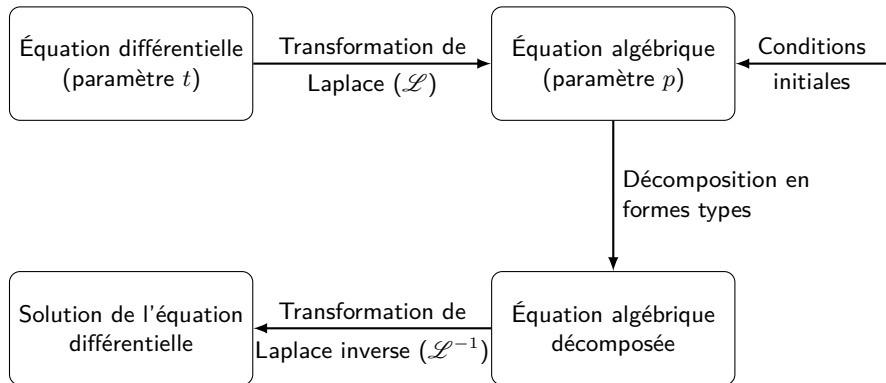 Équation différentielle
(paramètre t)
Transformation de
Laplace (ℒ)
Équation algébrique
(paramètre p)
Conditions
initiales
Décomposition en
formes types
Solution de l'équation
différentielle
Transformation de
Laplace inverse (ℒ⁻¹)
Équation algébrique
décomposée